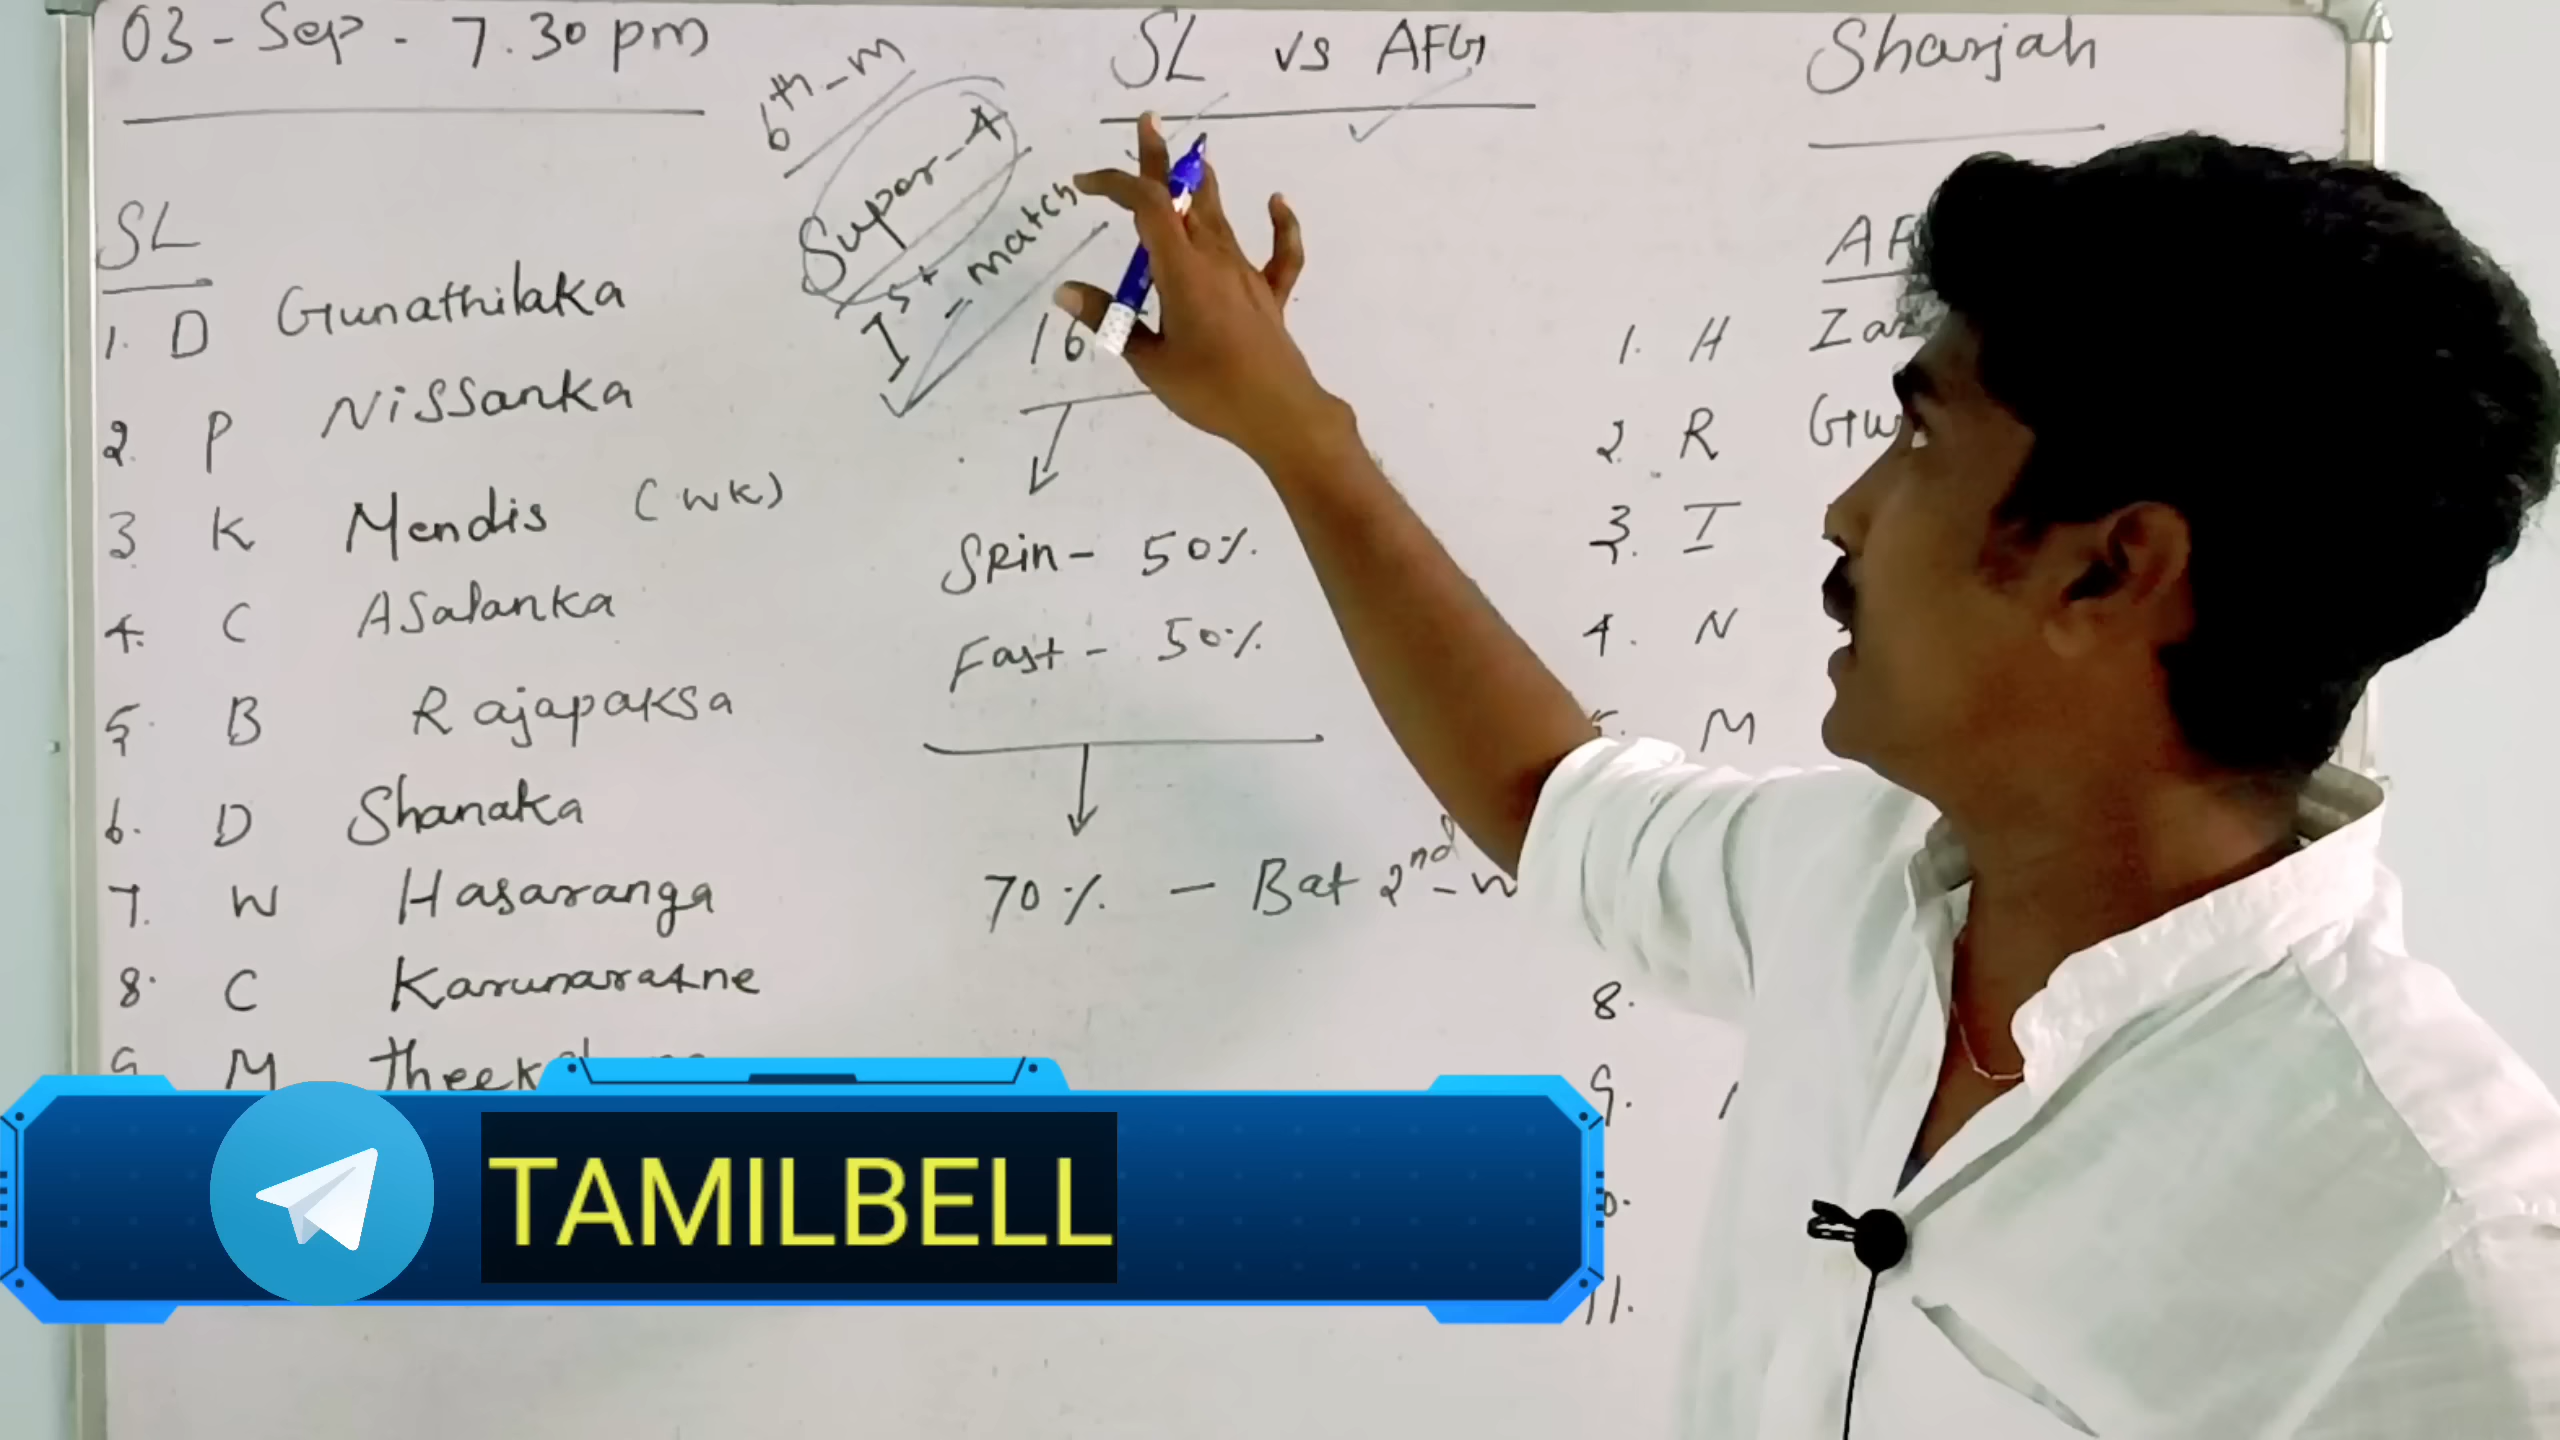 03-Sep - 7.30 pm
SL vs AFG
Sharjah
6th-m
Super-4
1st - match
SL
1. D Gunathilaka
2. P Nissanka
3. K Mendis (wk)
4. C Asalanka
5. B Rajapaksa
6. D Shanaka
7. W Hasaranga
8. C Karunaratne
9. M
16
Spin - 50%
Fast - 50%
70% - Bat 2nd - w
1. H
2. R
3. I
4. N
5. M
8.
9.
11.
TAMILBELL